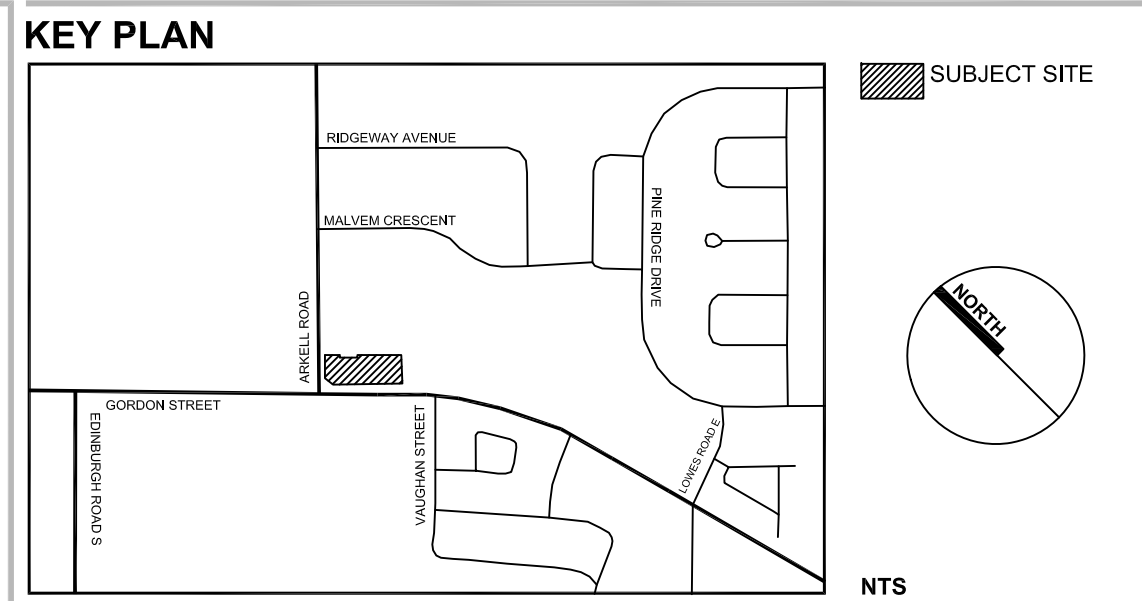 KEY PLAN
SUBJECT SITE
RIDGEWAY AVENUE
MALVEM CRESCENT
PINE RIDGE DRIVE
ARKELL ROAD
NORTH
GORDON STREET
EDINBURGH ROAD S
VAUGHAN STREET
LOWES ROAD E
NTS